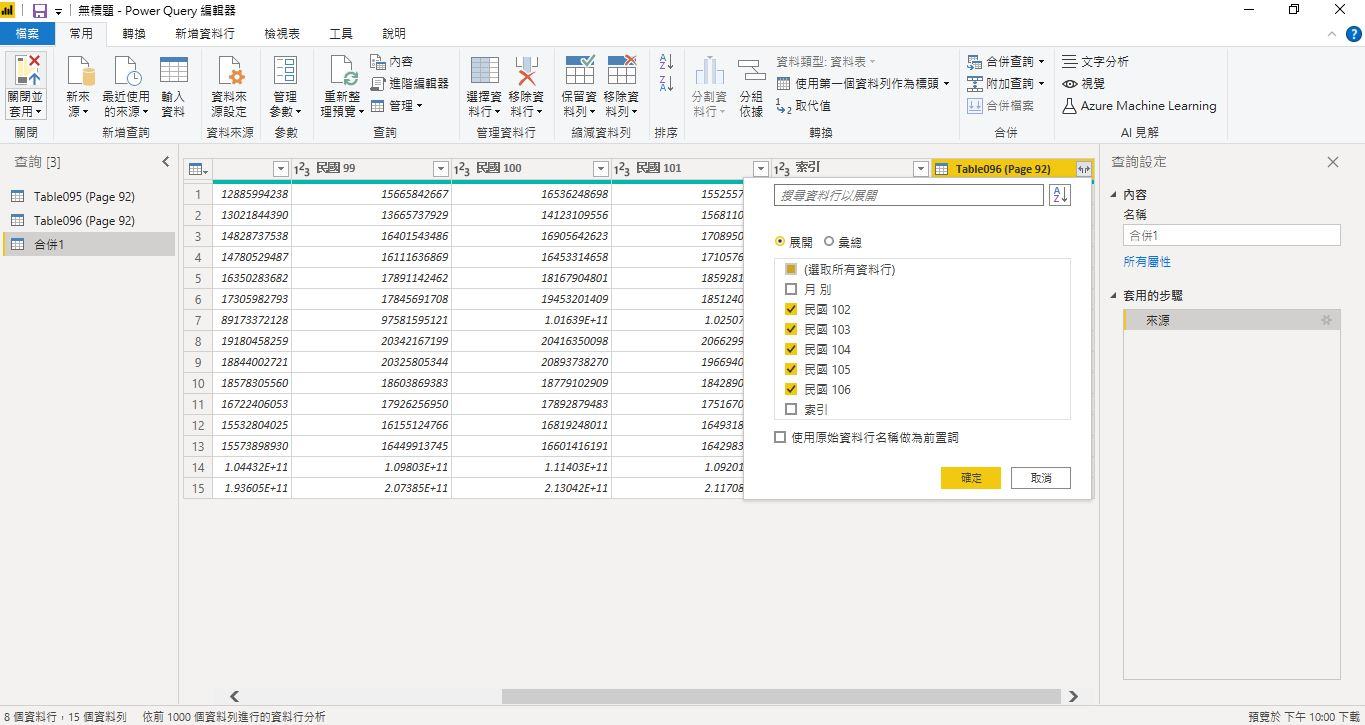 無標題 - Power Query 編輯器
檔案 常用 轉換 新增資料行 檢視表 工具 說明
關閉並套用 新來源 最近使用的來源 輸入資料 資料來源設定 管理參數 重新整理預覽 內容 進階編輯器 管理 選擇資料行 移除資料行 保留資料列 移除資料列 分割資料行 分組依據 資料類型: 資料表 使用第一個資料列作為標頭 取代值 合併查詢 附加查詢 合併檔案 文字分析 視覺 Azure Machine Learning
關閉 新增查詢 資料來源 參數 查詢 管理資料行 縮減資料列 排序 轉換 合併 AI 見解
查詢 [3]
Table095 (Page 92)
Table096 (Page 92)
合併1
民國 99 民國 100 民國 101 索引 Table096 (Page 92)
1 12885994238 15665842667 16536248698 1552557
2 13021844390 13665737929 14123109556 1568110
3 14828737538 16401543486 16905642623 1708950
4 14780529487 16111636869 16453314658 1710576
5 16350283682 17891142462 18167904801 1859281
6 17305982793 17845691708 19453201409 1851240
7 89173372128 97581595121 1.01639E+11 1.02507
8 19180458259 20342167199 20416350098 2066299
9 18844002721 20325805344 20893738270 1966940
10 18578305560 18603869383 18779102909 1842890
11 16722406053 17926256950 17892879483 1751670
12 15532804025 16155124766 16819248011 1649318
13 15573898930 16449913745 16601416191 1642983
14 1.04432E+11 1.09803E+11 1.11403E+11 1.09201
15 1.93605E+11 2.07385E+11 2.13042E+11 2.11708
搜尋資料行以展開
展開 彙總
(選取所有資料行)
月 別
民國 102
民國 103
民國 104
民國 105
民國 106
索引
使用原始資料行名稱做為前置詞
確定 取消
查詢設定
內容
名稱
合併1
所有屬性
套用的步驟
來源
8 個資料行，15 個資料列 依前 1000 個資料列進行的資料行分析 預覽於 下午 10:00 下載